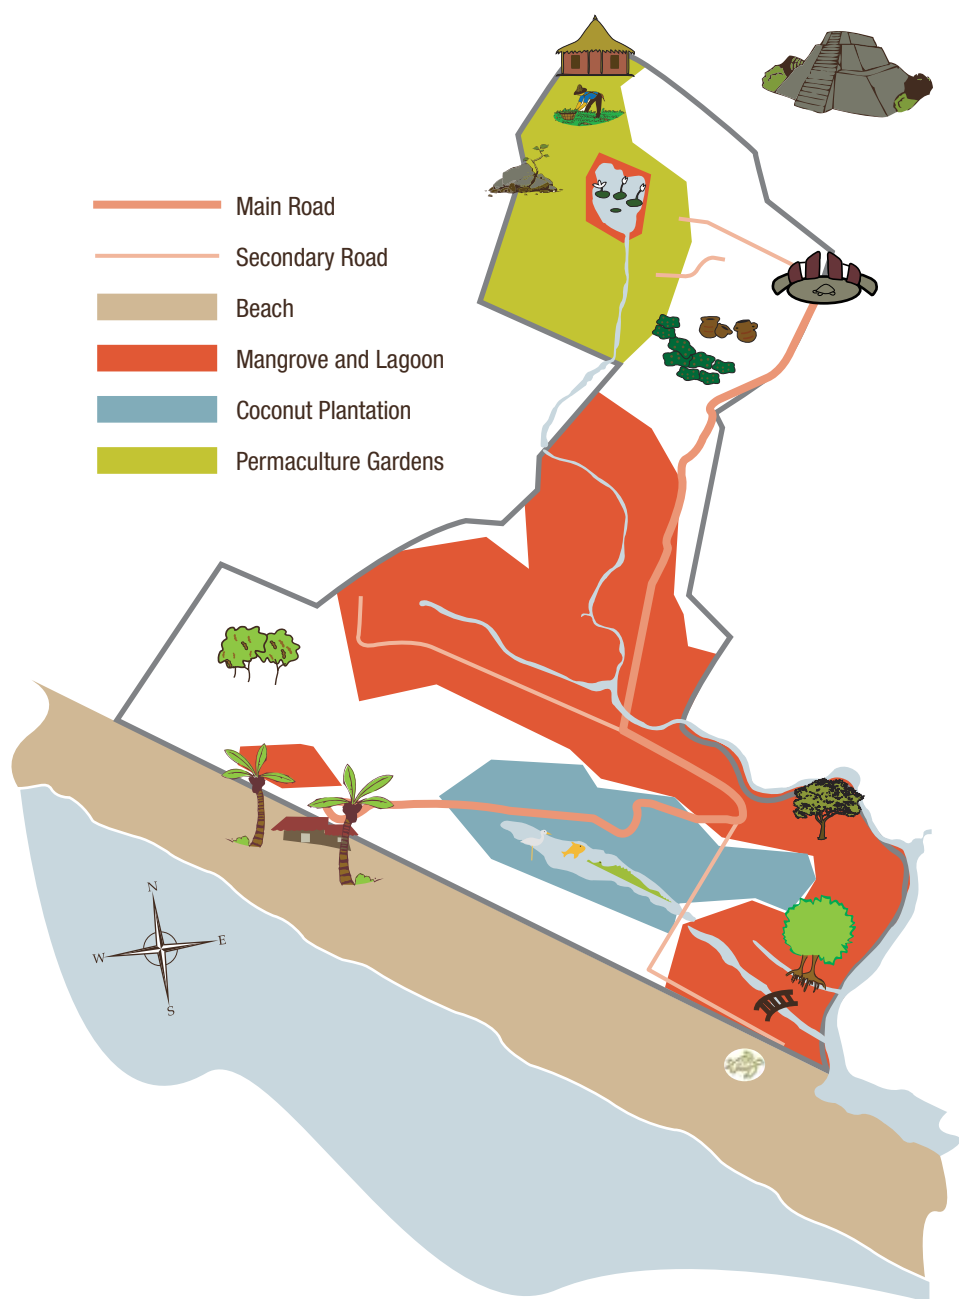 Main Road
Secondary Road
Beach
Mangrove and Lagoon
Coconut Plantation
Permaculture Gardens
N
W
E
S